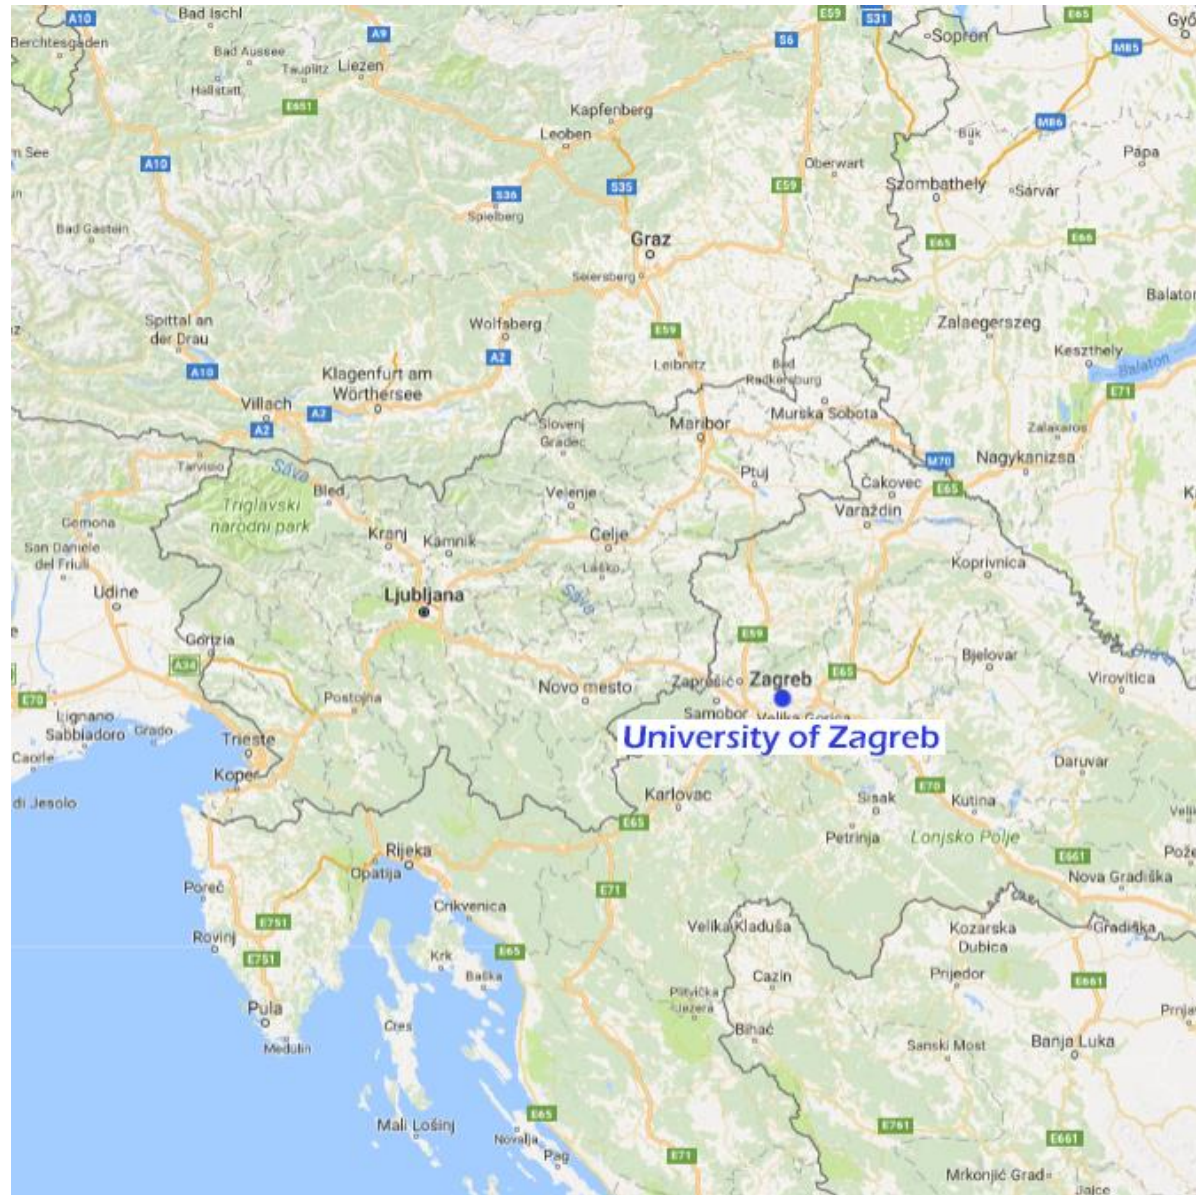 A10
Bad Ischl
A9
E59
S31
E65
Sopron
Berchtesgaden
Bad Aussee
Tauplitz
Liezen
S6
M85
Hallstatt
E651
Kapfenberg
Leoben
M86
Bük
Pápa
A10
Oberwart
S36
S35
E59
Szombathely
Sárvár
Spielberg
Bad Gastein
Graz
E65
E66
Seiersberg
Spittal an
der Drau
Wolfsberg
E59
Zalaegerszeg
Keszthely
Balaton
A2
Leibnitz
Bad
Radkersburg
A10
Klagenfurt am
Wörthersee
E71
Villach
A2
A2
Slovenj
Gradec
Maribor
Murska Sobota
Zalakaros
Tarvisio
Sava
Bled
Ptuj
M70
Nagykanizsa
Čakovec
E65
Triglavski
narodni park
Velenje
Varaždin
Gemona
Kranj
Kamnik
Celje
San Daniele
del Friuli
Laško
Koprivnica
Udine
Ljubljana
Sava
Gorizia
E59
Bjelovar
Drava
A34
Zaprešić
Zagreb
E65
Virovitica
E70
Postojna
Novo mesto
Samobor
Velika Gorica
Lignano
Sabbiadoro
Grado
Trieste
University of Zagreb
Caorle
Koper
Daruvar
di Jesolo
Karlovac
Sisak
E70
Kutina
E65
Petrinja
Lonjsko Polje
Rijeka
Opatija
E661
Poreč
E71
Nova Gradiška
Crikvenica
E751
Velika Kladuša
Kozarska
Dubica
Gradiška
Rovinj
E751
Krk
E65
Baška
Cazin
Prijedor
E661
Pula
Cres
Plitvička
Jezera
Medulin
Bihać
Sanski Most
Banja Luka
Mali Lošinj
E65
Novalja
E761
E661
Pag
E71
Mrkonjić Grad
Jajce